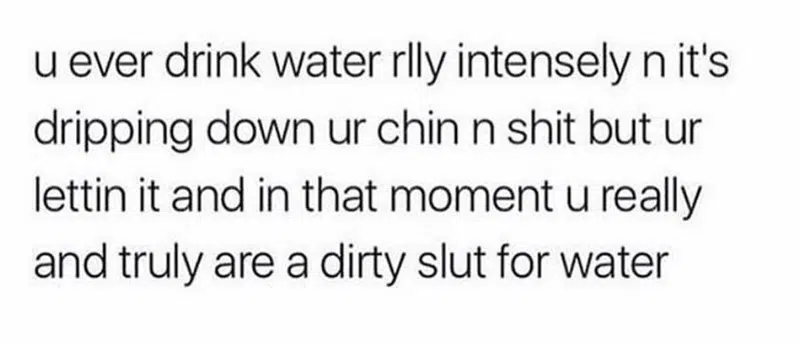 u ever drink water rlly intensely n it's
dripping down ur chin n shit but ur
lettin it and in that moment u really
and truly are a dirty slut for water